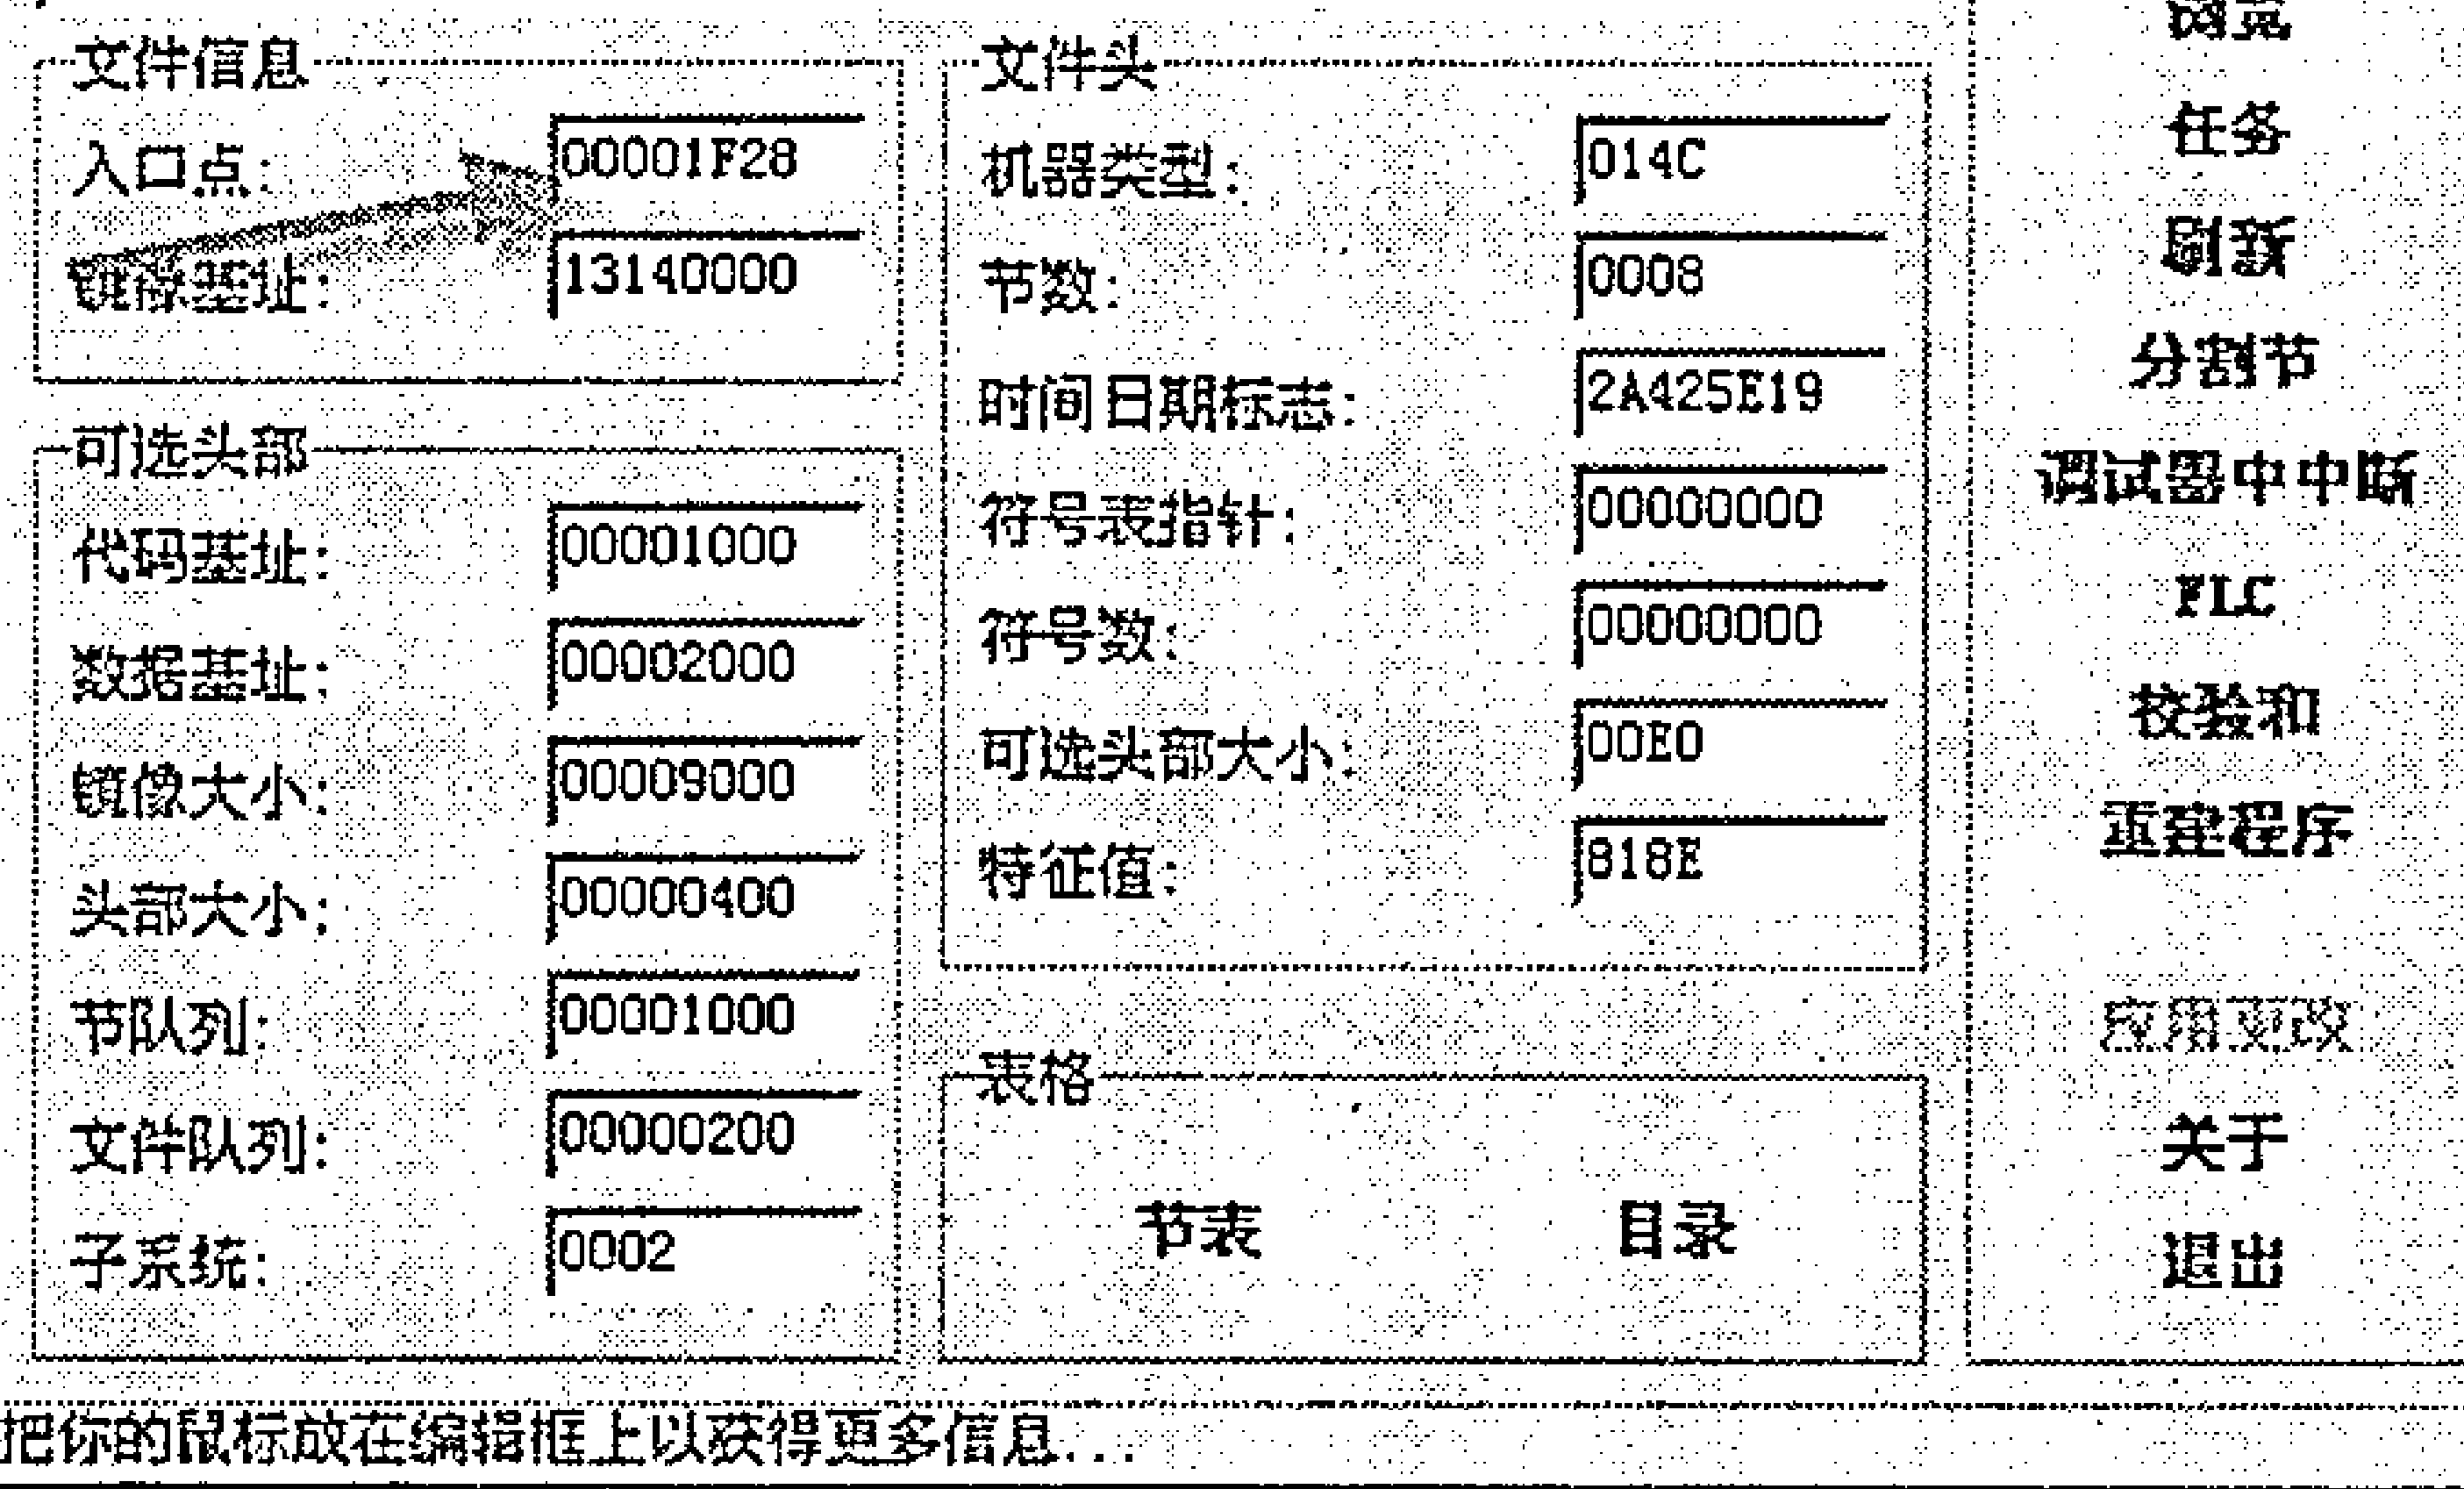 文件信息
入口点:
00001F28
镜像基址:
13140000
可选头部
代码基址:
00001000
数据基址:
00002000
镜像大小:
00009000
头部大小:
00000400
节队列:
00001000
文件队列:
00000200
子系统:
0002
文件头
机器类型:
014C
节数:
0008
时间日期标志:
2A425E19
符号表指针:
00000000
符号数:
00000000
可选头部大小:
00E0
特征值:
818E
表格
节表
目录
浏览
任务
刷新
分割节
调试器中中断
FLC
校验和
重建程序
应用更改
关于
退出
把你的鼠标放在编辑框上以获得更多信息...